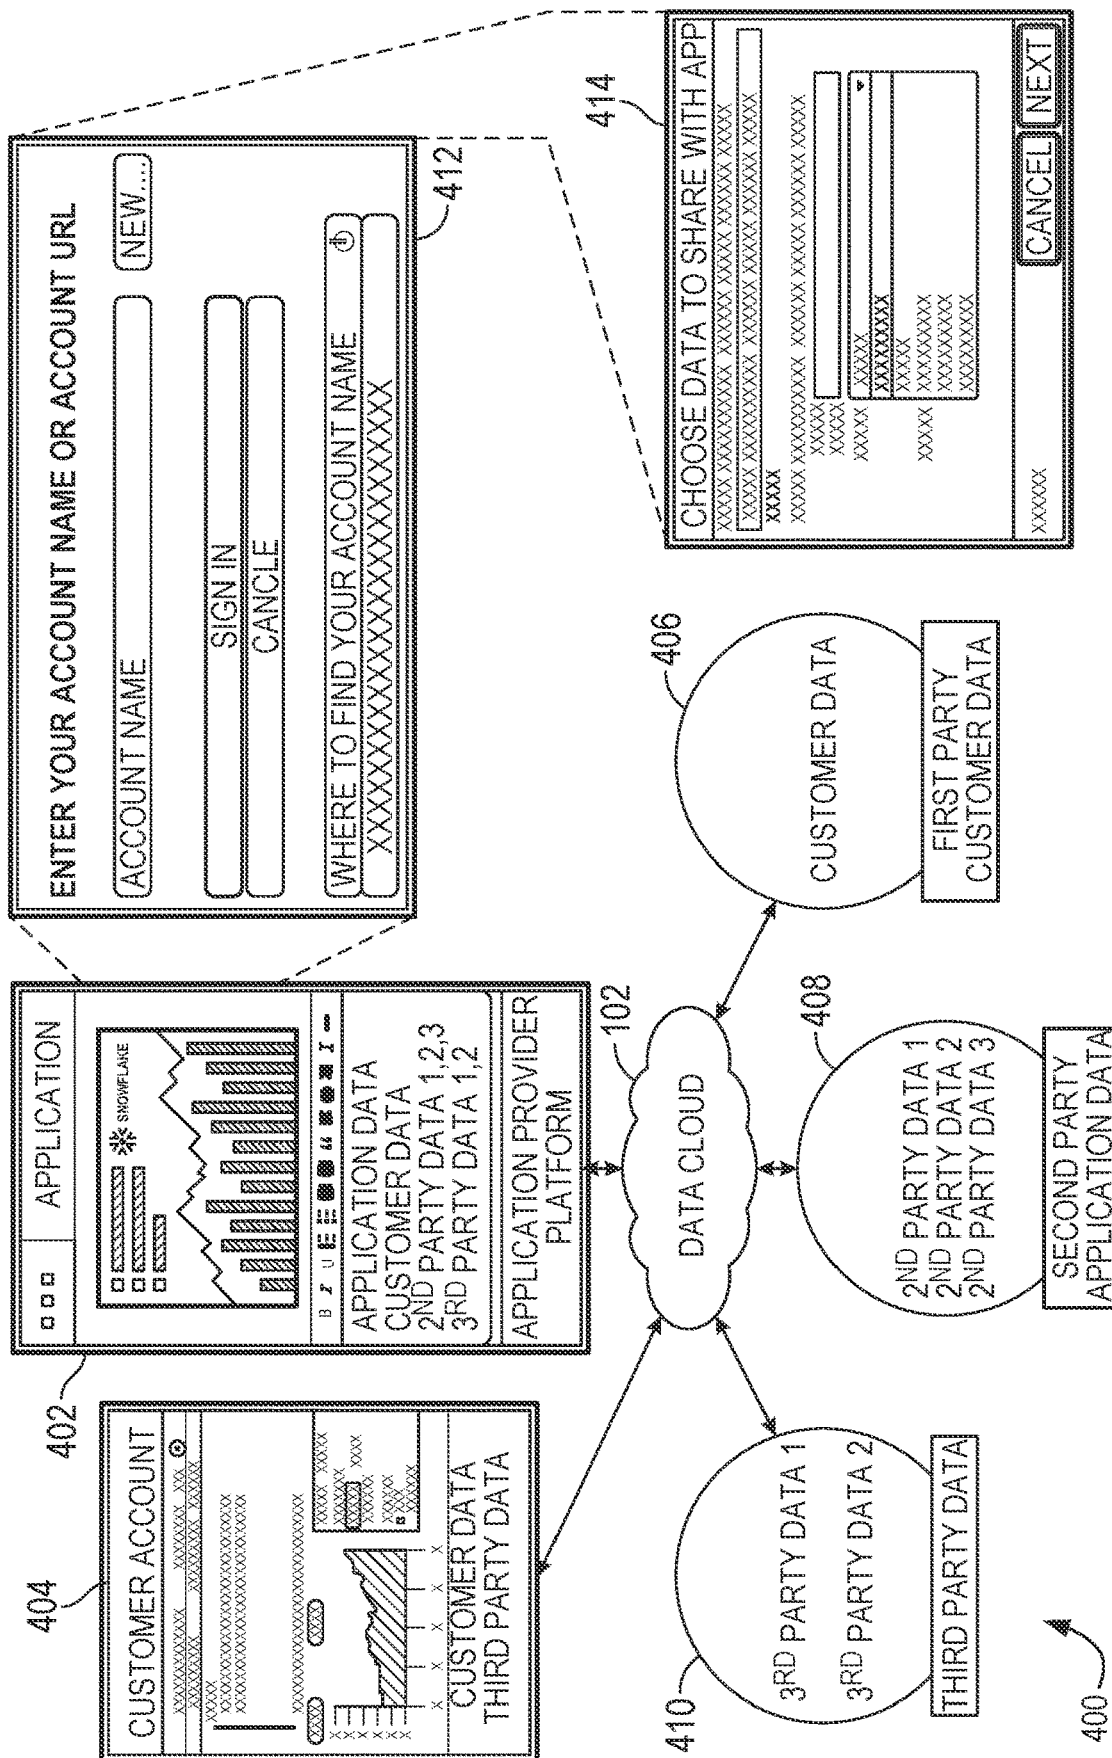 404
CUSTOMER ACCOUNT
CUSTOMER DATA
THIRD PARTY DATA
402
APPLICATION
SNOWFLAKE
B I U
APPLICATION DATA
CUSTOMER DATA
2ND PARTY DATA 1,2,3
3RD PARTY DATA 1,2
APPLICATION PROVIDER
PLATFORM
ENTER YOUR ACCOUNT NAME OR ACCOUNT URL
ACCOUNT NAME
NEW....
SIGN IN
CANCLE
WHERE TO FIND YOUR ACCOUNT NAME
412
102
DATA CLOUD
410
3RD PARTY DATA 1
3RD PARTY DATA 2
THIRD PARTY DATA
408
2ND PARTY DATA 1
2ND PARTY DATA 2
2ND PARTY DATA 3
SECOND PARTY
APPLICATION DATA
406
CUSTOMER DATA
FIRST PARTY
CUSTOMER DATA
414
CHOOSE DATA TO SHARE WITH APP
CANCEL
NEXT
400